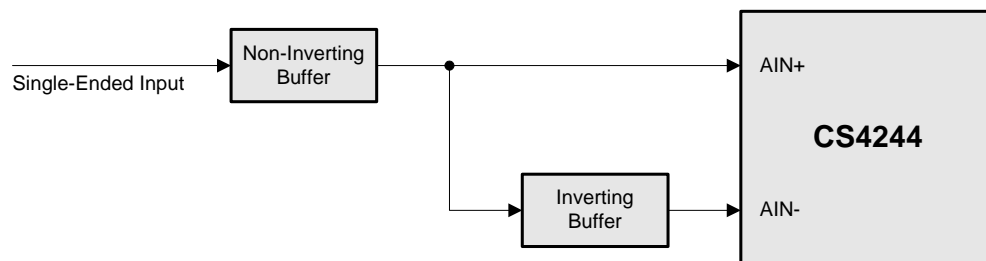 Non-Inverting
Buffer
Single-Ended Input
AIN+
CS4244
Inverting
Buffer
AIN-